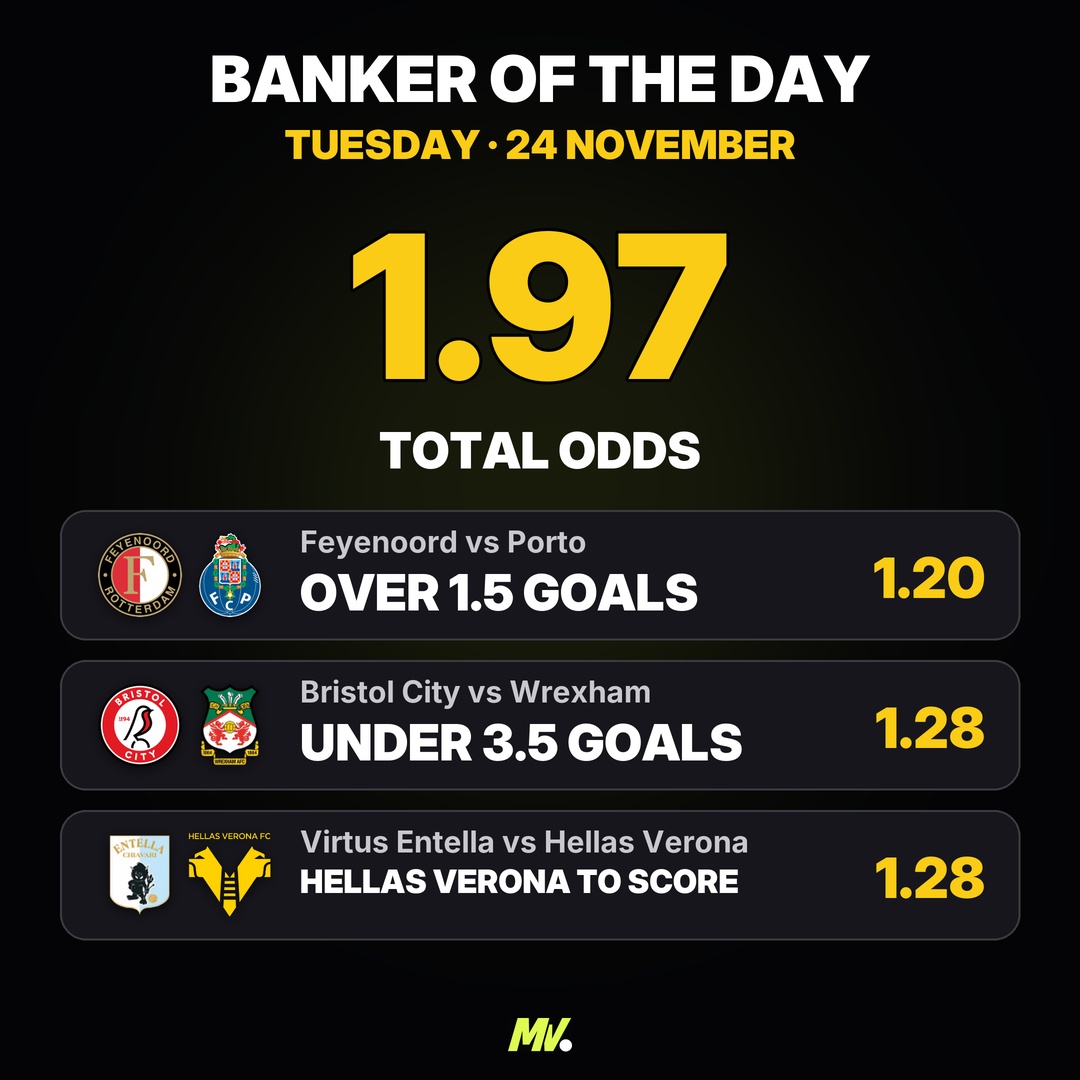 BANKER OF THE DAY
TUESDAY · 24 NOVEMBER
1.97
TOTAL ODDS
FEYENOORD
F
ROTTERDAM
F C P
Feyenoord vs Porto
OVER 1.5 GOALS
1.20
BRISTOL
1894
CITY
1864
1864
WREXHAM AFC
Bristol City vs Wrexham
UNDER 3.5 GOALS
1.28
ENTELLA
CHIAVARI
HELLAS VERONA FC
Virtus Entella vs Hellas Verona
HELLAS VERONA TO SCORE
1.28
MV.